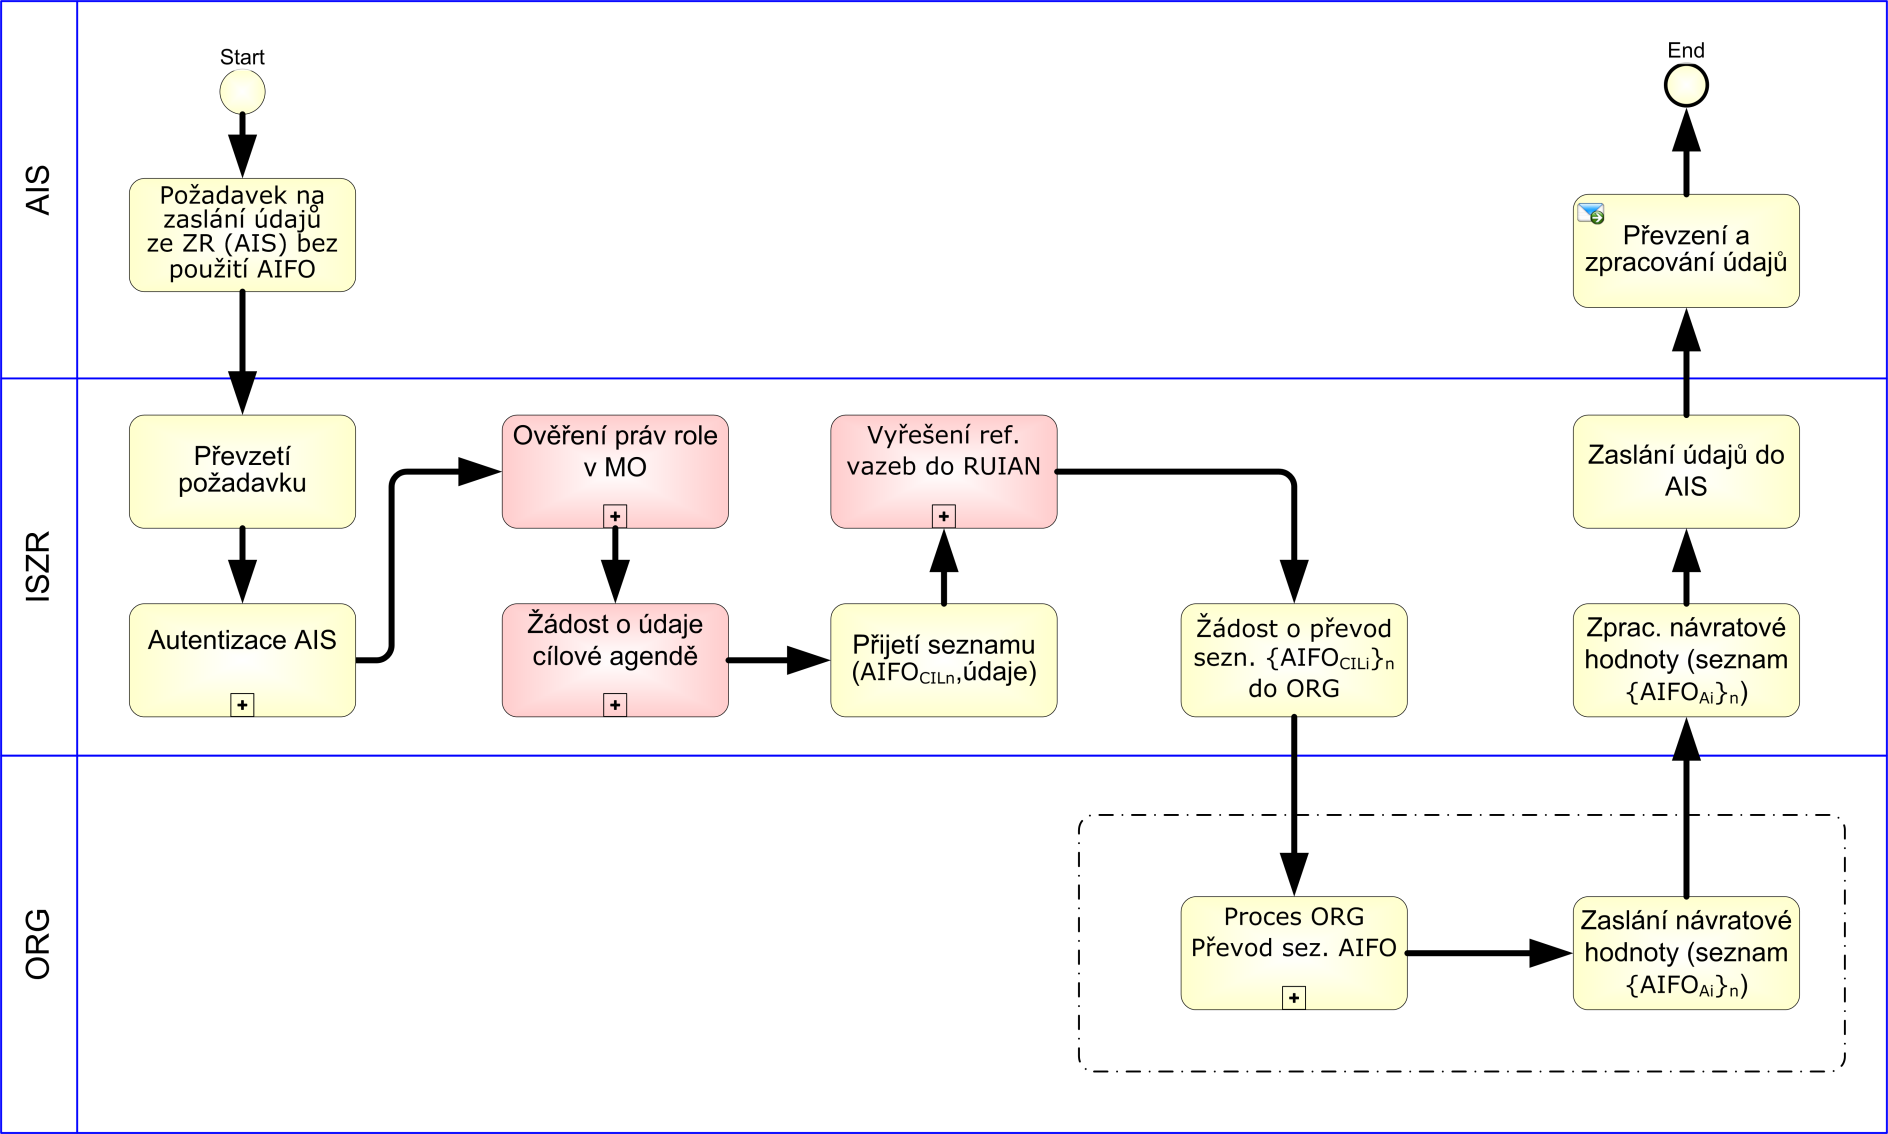 AIS
Start
Požadavek na
zaslání údajů
ze ZR (AIS) bez
použití AIFO
End
Převzení a
zpracování údajů
ISZR
Převzetí
požadavku
Autentizace AIS
Ověření práv role
v MO
Žádost o údaje
cílové agendě
Přijetí seznamu
(AIFOCILn,údaje)
Vyřešení ref.
vazeb do RUIAN
Žádost o převod
sezn. {AIFOCILi}n
do ORG
Zaslání údajů do
AIS
Zprac. návratové
hodnoty (seznam
{AIFOAi}n)
ORG
Proces ORG
Převod sez. AIFO
Zaslání návratové
hodnoty (seznam
{AIFOAi}n)